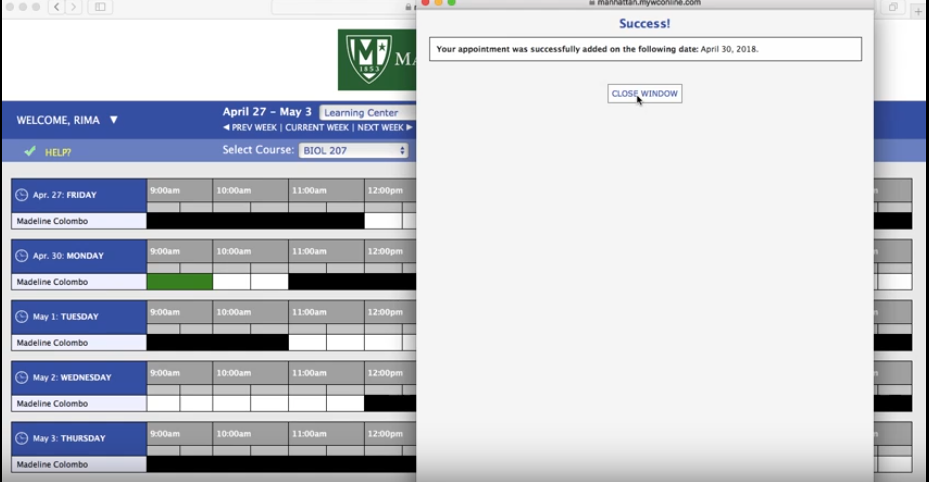 manhattan.mywconline.com
Success!
Your appointment was successfully added on the following date: April 30, 2018.
CLOSE WINDOW
M
1853
MA
WELCOME, RIMA ▼
April 27 - May 3 Learning Center
◄ PREV WEEK | CURRENT WEEK | NEXT WEEK ►
HELP?
Select Course: BIOL 207
Apr. 27: FRIDAY 9:00am 10:00am 11:00am 12:00pm
Madeline Colombo
Apr. 30: MONDAY 9:00am 10:00am 11:00am 12:00pm
Madeline Colombo
May 1: TUESDAY 9:00am 10:00am 11:00am 12:00pm
Madeline Colombo
May 2: WEDNESDAY 9:00am 10:00am 11:00am 12:00pm
Madeline Colombo
May 3: THURSDAY 9:00am 10:00am 11:00am 12:00pm
Madeline Colombo